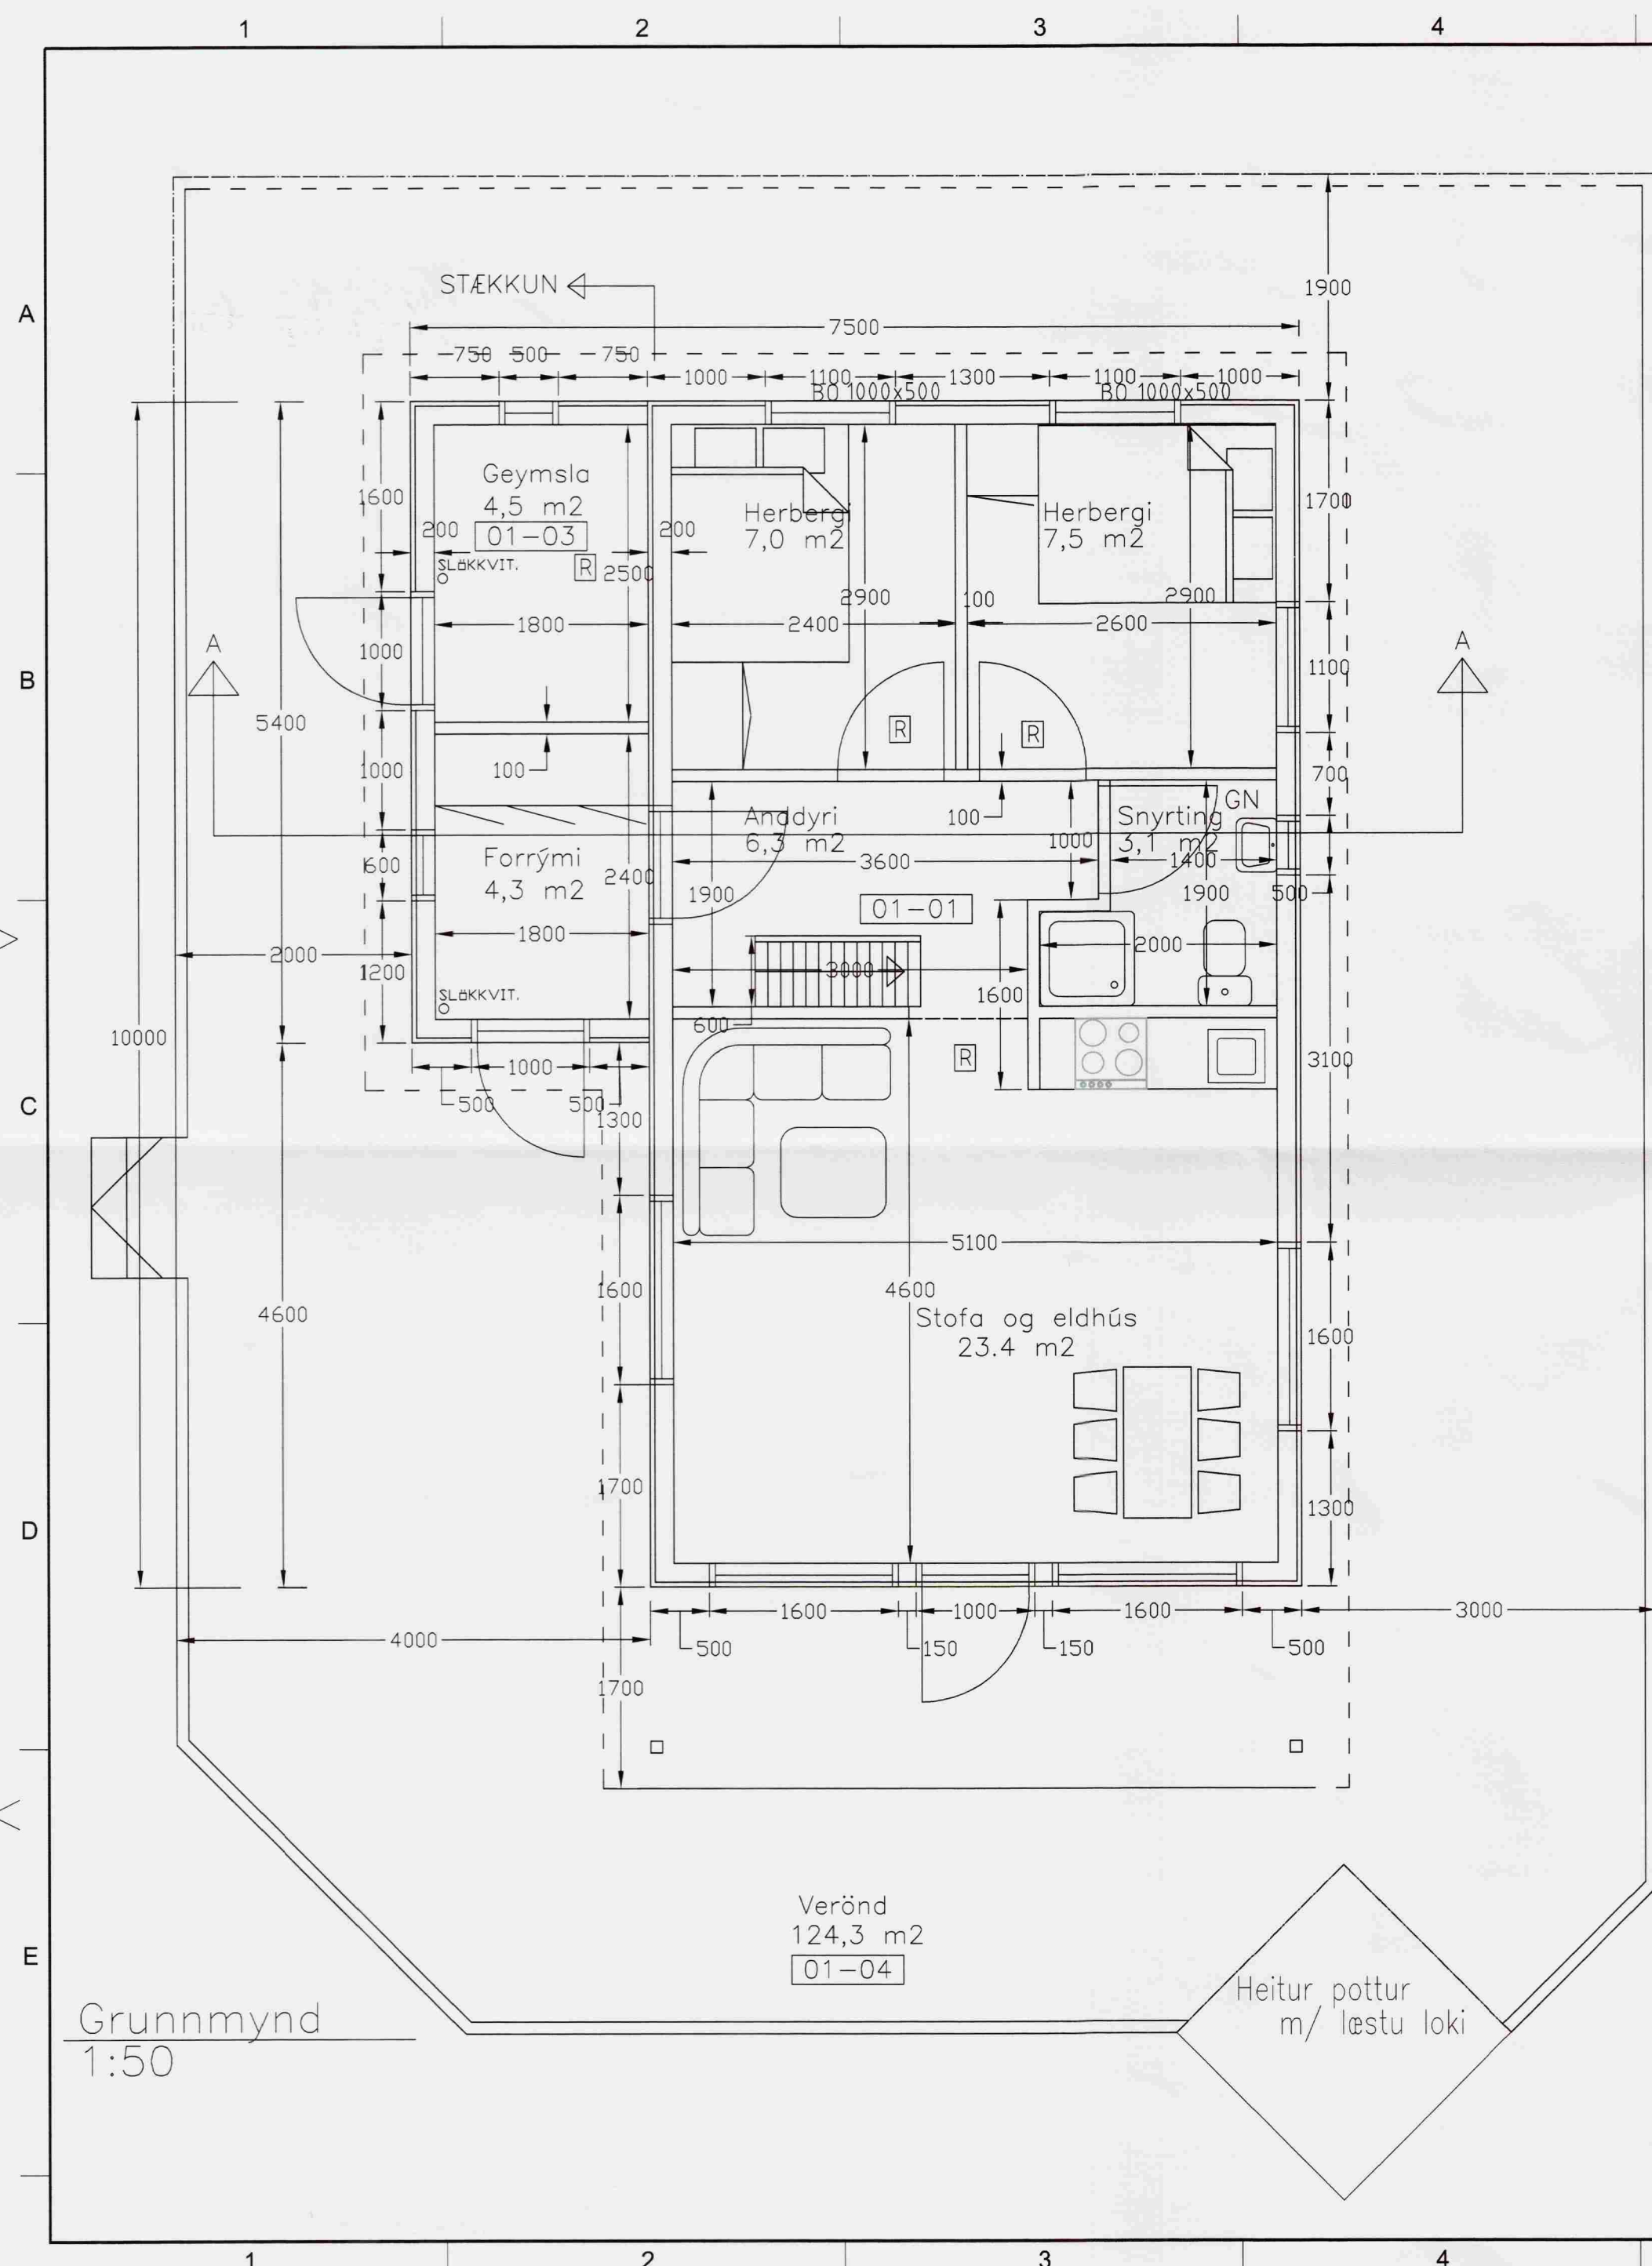 1 2 3 4
A
B
C
D
E
STÆKKUN
7500
1900
750 500 750
1000 1100 1300 1100 1000
BO 1000x500 BO 1000x500
Geymsla
4,5 m2
01-03
SLÖKKVIT.
R
200
200
2500
1800
1600
1000
1000
600
1200
Herbergi
7,0 m2
2900
2400
100
R
Herbergi
7,5 m2
2900
2600
R
1700
1100
700
500
3100
1600
1300
A
A
5400
10000
4600
2000
100
Forrými
4,3 m2
2400
1800
SLÖKKVIT.
Anddyri
6,3 m2
100
1000
3600
1900
01-01
3000
600
1600
Snyrting
3,1 m2
GN
1400
1900
2000
R
500 1000 500
1300
1600
1700
1700
5100
4600
Stofa og eldhús
23.4 m2
1600 1000 1600 3000
500 150 150 500
4000
Verönd
124,3 m2
01-04
Heitur pottur
m/ læstu loki
Grunnmynd
1:50
1 2 3 4